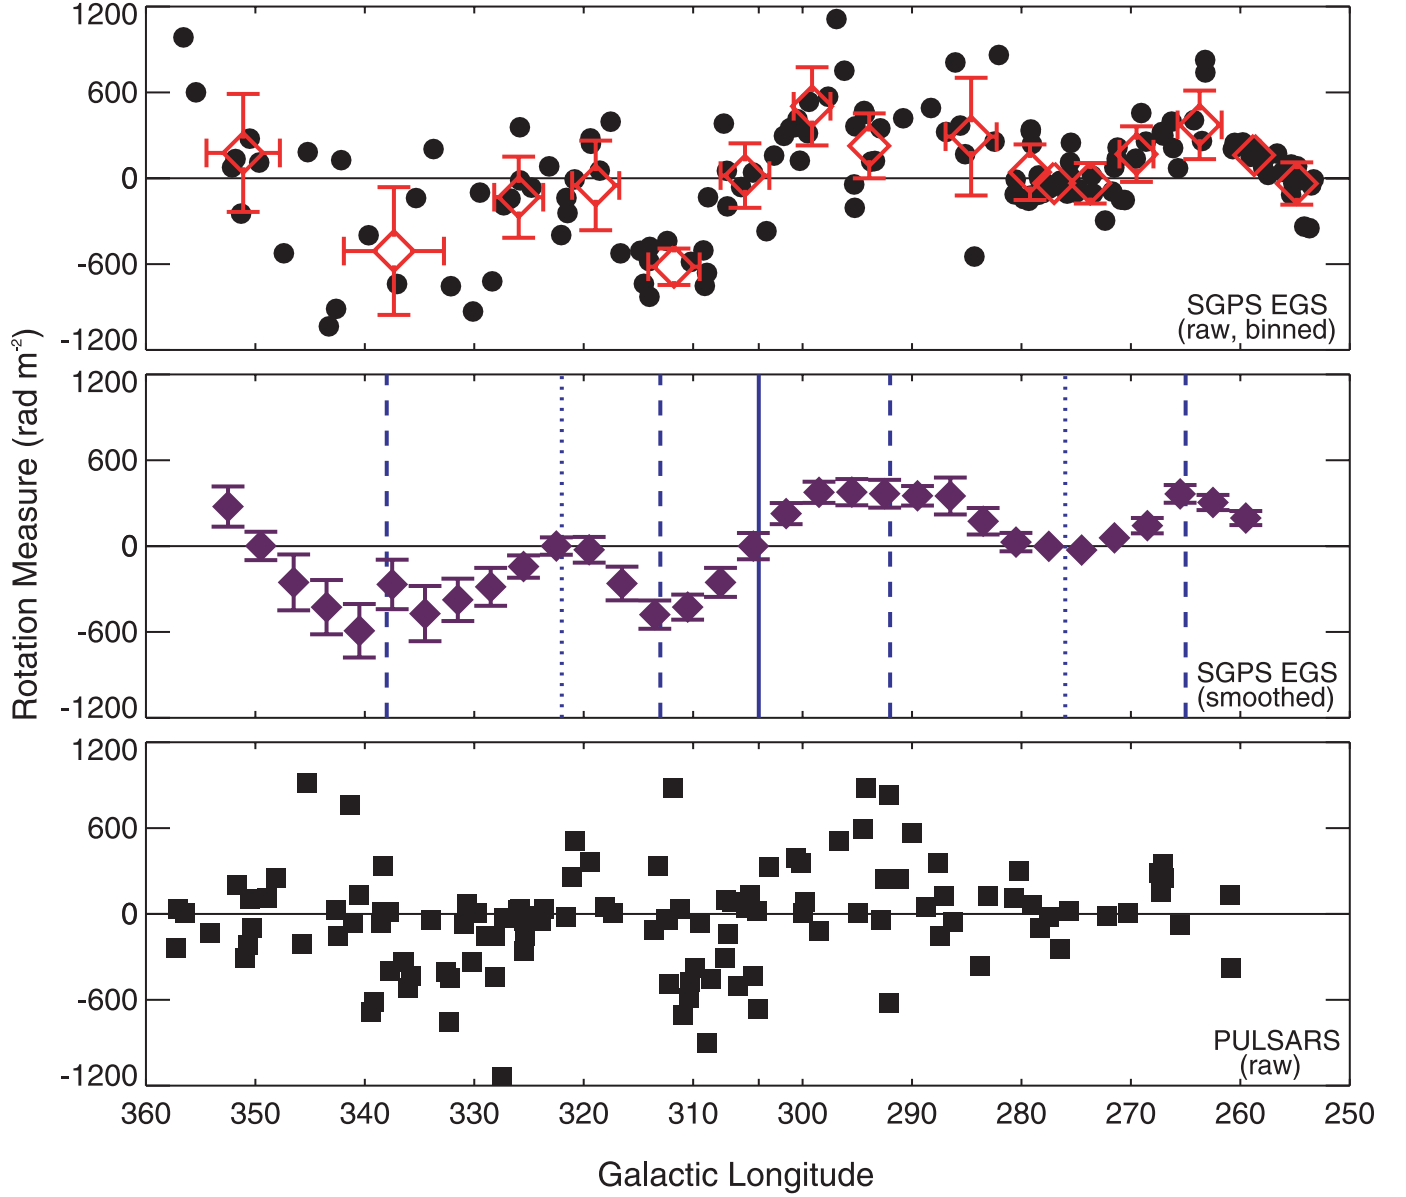 1200
600
0
-600
-1200
SGPS EGS
(raw, binned)
1200
600
0
-600
-1200
SGPS EGS
(smoothed)
1200
600
0
-600
-1200
PULSARS
(raw)
360 350 340 330 320 310 300 290 280 270 260 250
Galactic Longitude
Rotation Measure (rad m⁻²)